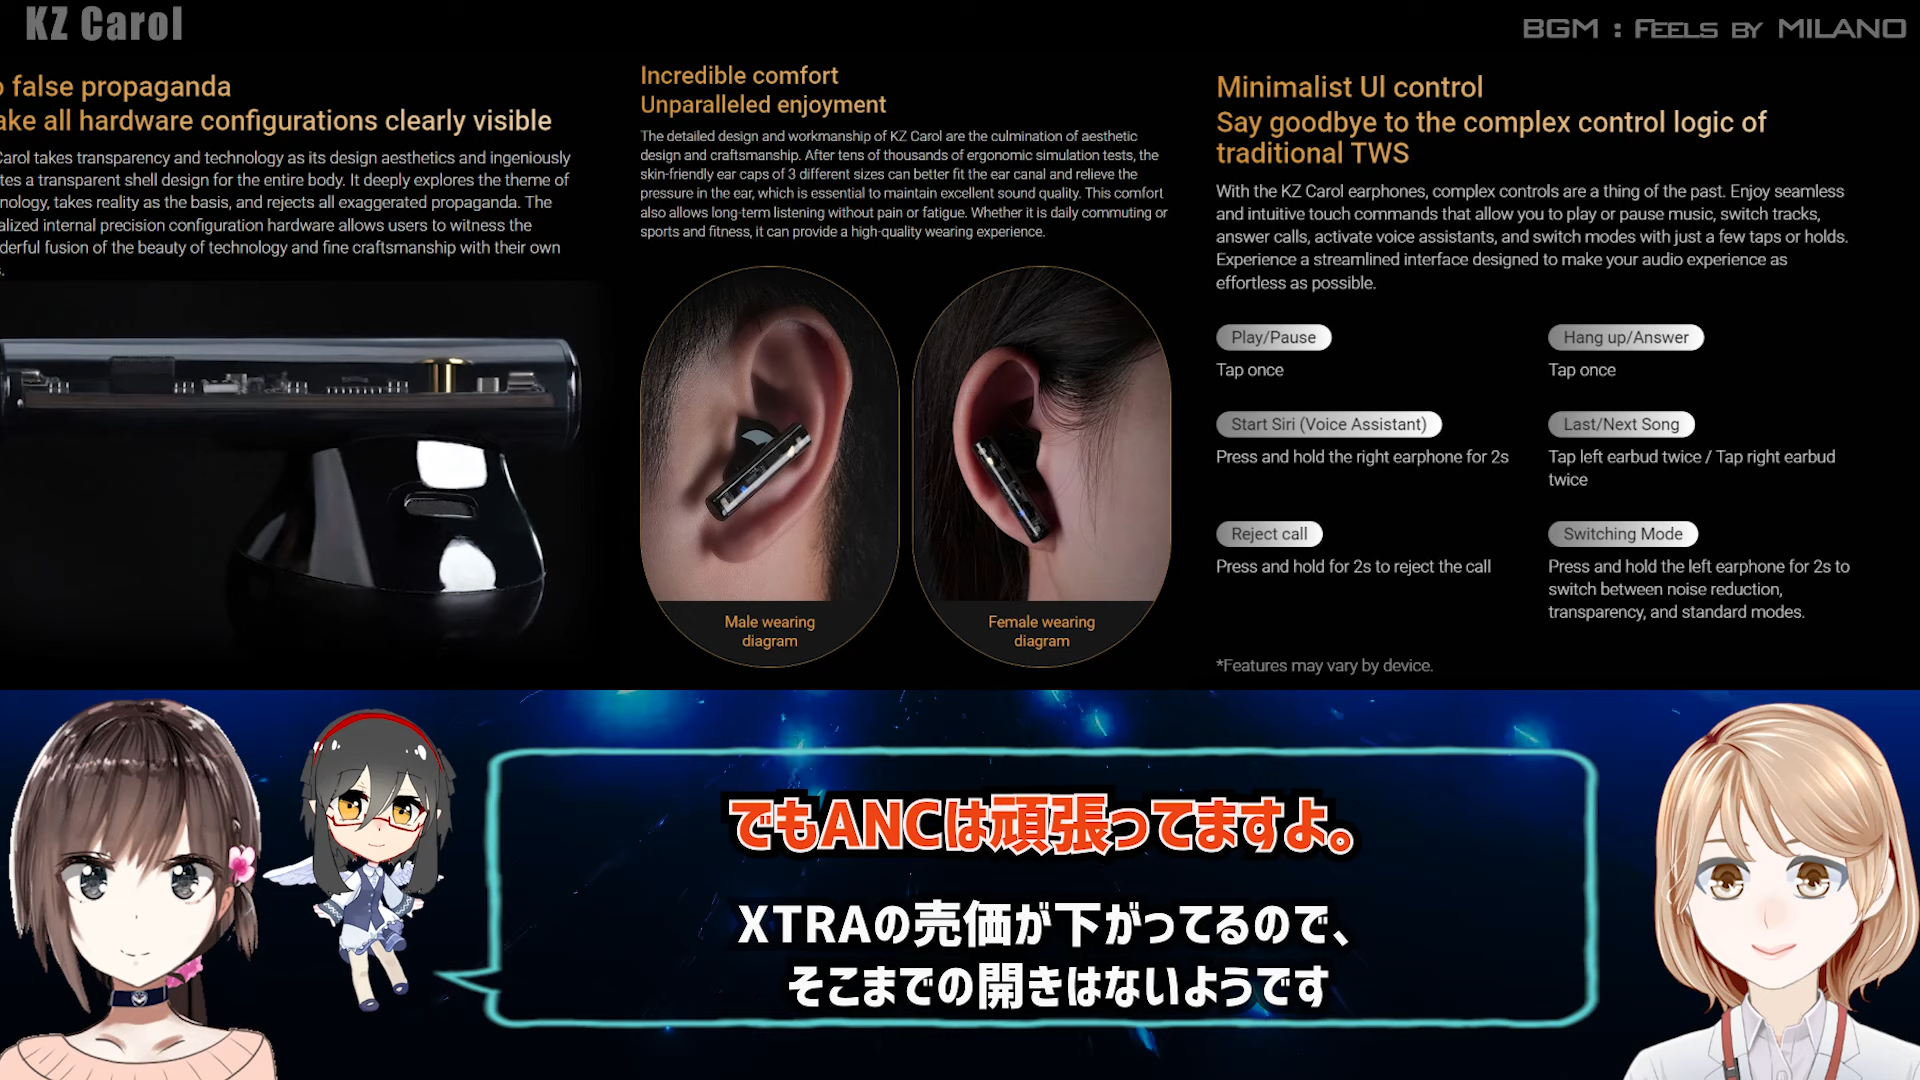 KZ Carol
BGM : FEELS BY MILANO
false propaganda
all hardware configurations clearly visible
Carol takes transparency and technology as its design aesthetics and ingeniously
a transparent shell design for the entire body. It deeply explores the theme of
takes reality as the basis, and rejects all exaggerated propaganda. The
internal precision configuration hardware allows users to witness the
fusion of the beauty of technology and fine craftsmanship with their own
Incredible comfort
Unparalleled enjoyment
The detailed design and workmanship of KZ Carol are the culmination of aesthetic
design and craftsmanship. After tens of thousands of ergonomic simulation tests, the
skin-friendly ear caps of 3 different sizes can better fit the ear canal and relieve the
pressure in the ear, which is essential to maintain excellent sound quality. This comfort
also allows long-term listening without pain or fatigue. Whether it is daily commuting or
sports and fitness, it can provide a high-quality wearing experience.
Male wearing
diagram
Female wearing
diagram
Minimalist UI control
Say goodbye to the complex control logic of
traditional TWS
With the KZ Carol earphones, complex controls are a thing of the past. Enjoy seamless
and intuitive touch commands that allow you to play or pause music, switch tracks,
answer calls, activate voice assistants, and switch modes with just a few taps or holds.
Experience a streamlined interface designed to make your audio experience as
effortless as possible.
Play/Pause
Tap once
Hang up/Answer
Tap once
Start Siri (Voice Assistant)
Press and hold the right earphone for 2s
Last/Next Song
Tap left earbud twice / Tap right earbud
twice
Reject call
Press and hold for 2s to reject the call
Switching Mode
Press and hold the left earphone for 2s to
switch between noise reduction,
transparency, and standard modes.
*Features may vary by device.
でもANCは頑張ってますよ。
XTRAの売価が下がってるので、
そこまでの開きはないようです